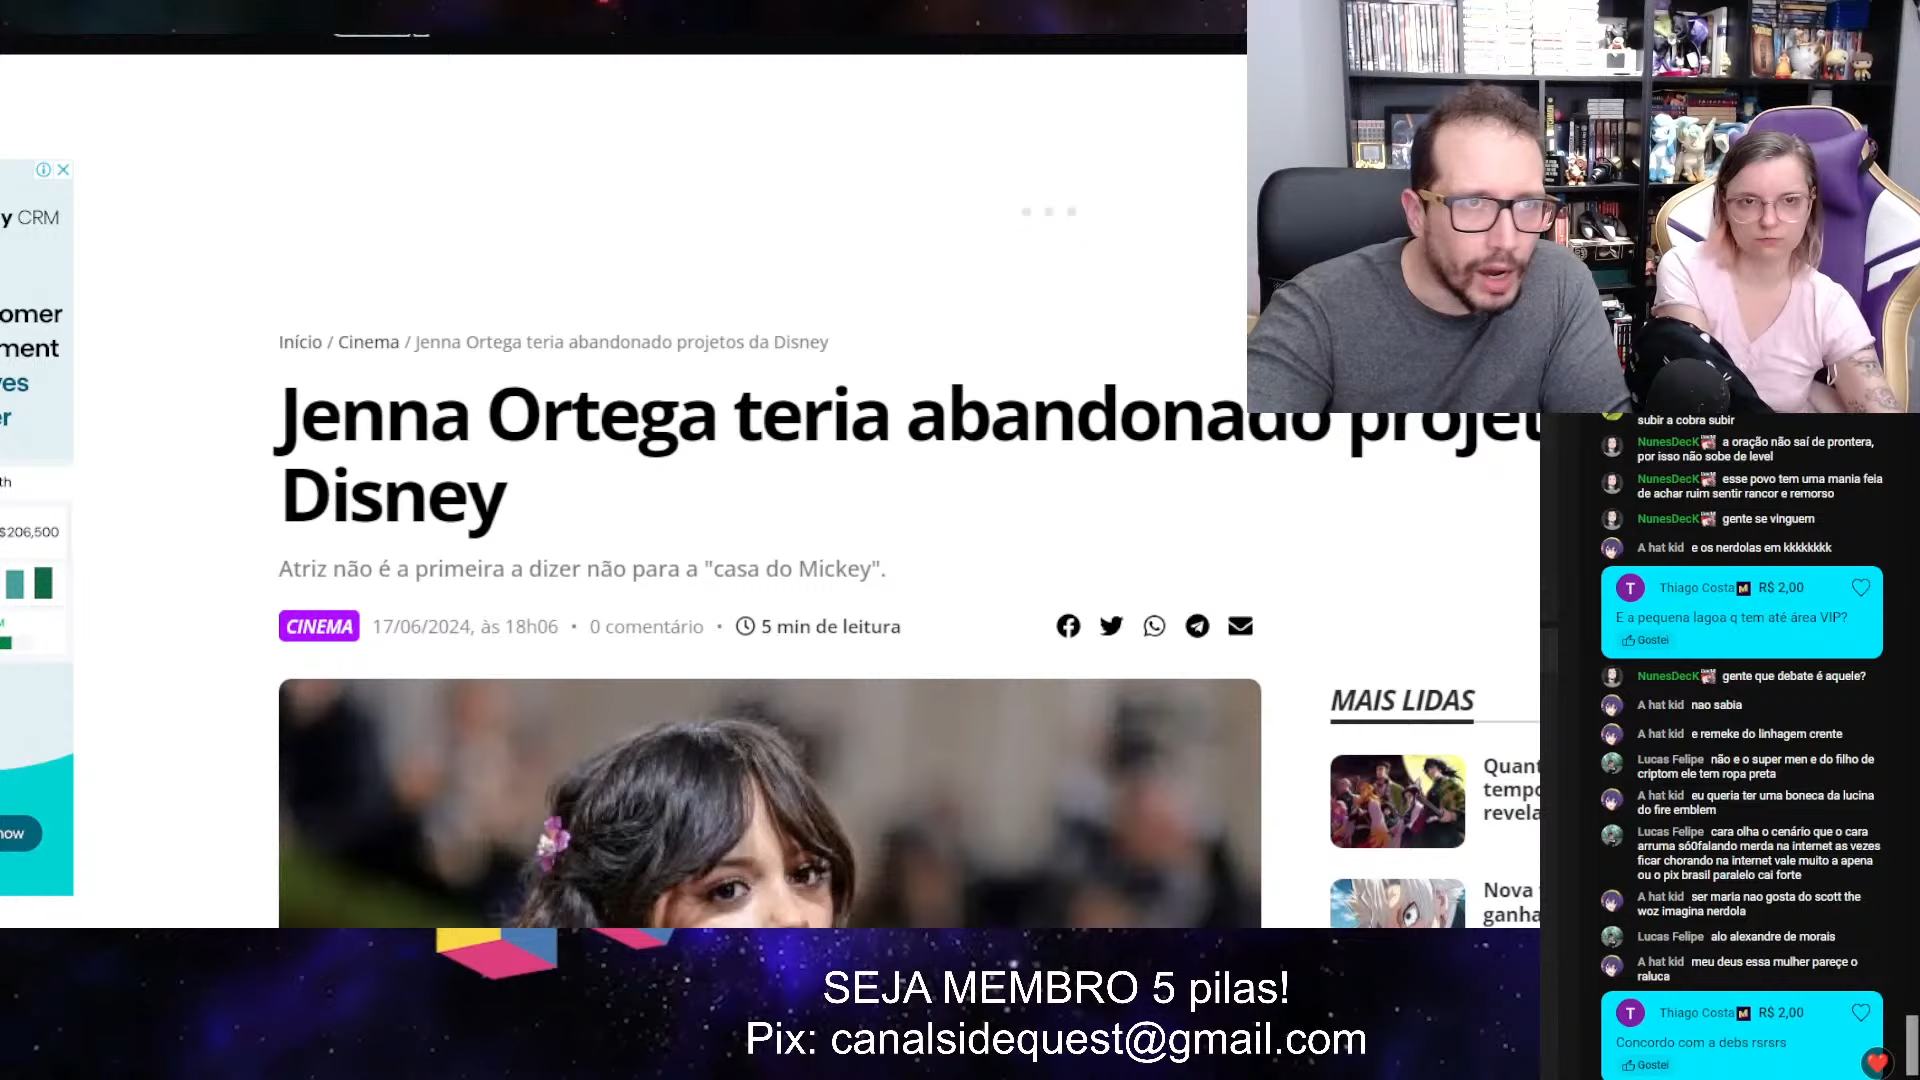 y CRM
omer
ment
ves
r
th
$206,500
M
now
Início / Cinema / Jenna Ortega teria abandonado projetos da Disney
Jenna Ortega teria abandonado projet
Disney
Atriz não é a primeira a dizer não para a "casa do Mickey".
CINEMA 17/06/2024, às 18h06 • 0 comentário • 5 min de leitura
MAIS LIDAS
Quant
tempo
revela
Nova
ganha
SEJA MEMBRO 5 pilas!
Pix: canalsidequest@gmail.com
subir a cobra subir
NunesDecK a oração não saí de prontera,
por isso não sobe de level
NunesDecK esse povo tem uma mania feia
de achar ruim sentir rancor e remorso
NunesDecK gente se vinguem
A hat kid e os nerdolas em kkkkkkkk
T Thiago Costa R$ 2,00
E a pequena lagoa q tem até área VIP?
Gostei
NunesDecK gente que debate é aquele?
A hat kid nao sabia
A hat kid e remeke do linhagem crente
Lucas Felipe não e o super men e do filho de
criptom ele tem ropa preta
A hat kid eu queria ter uma boneca da lucina
do fire emblem
Lucas Felipe cara olha o cenário que o cara
arruma só0falando merda na internet as vezes
ficar chorando na internet vale muito a apena
ou o pix brasil paralelo cai forte
A hat kid ser maria nao gosta do scott the
woz imagina nerdola
Lucas Felipe alo alexandre de morais
A hat kid meu deus essa mulher pareçe o
raluca
T Thiago Costa R$ 2,00
Concordo com a debs rsrsrs
Gostei